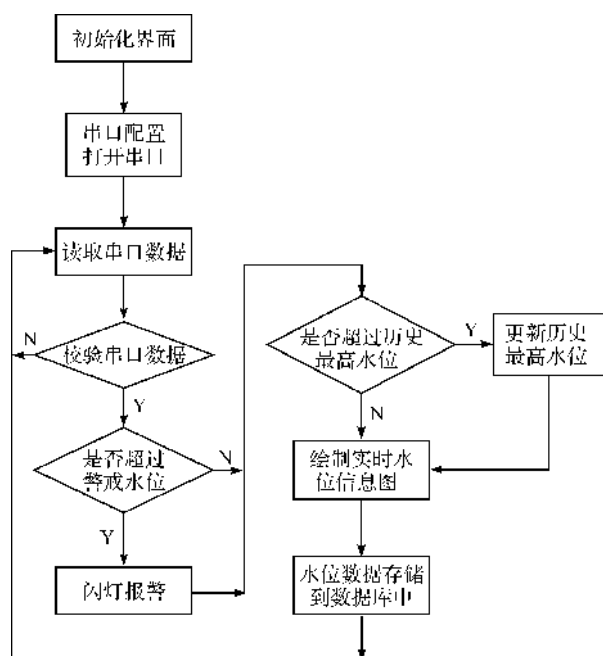 初始化界面
串口配置
打开串口
读取串口数据
N
校验串口数据
Y
是否超过
警戒水位
N
Y
闪灯报警
是否超过历史
最高水位
Y
更新历史
最高水位
N
绘制实时水
位信息图
水位数据存储
到数据库中